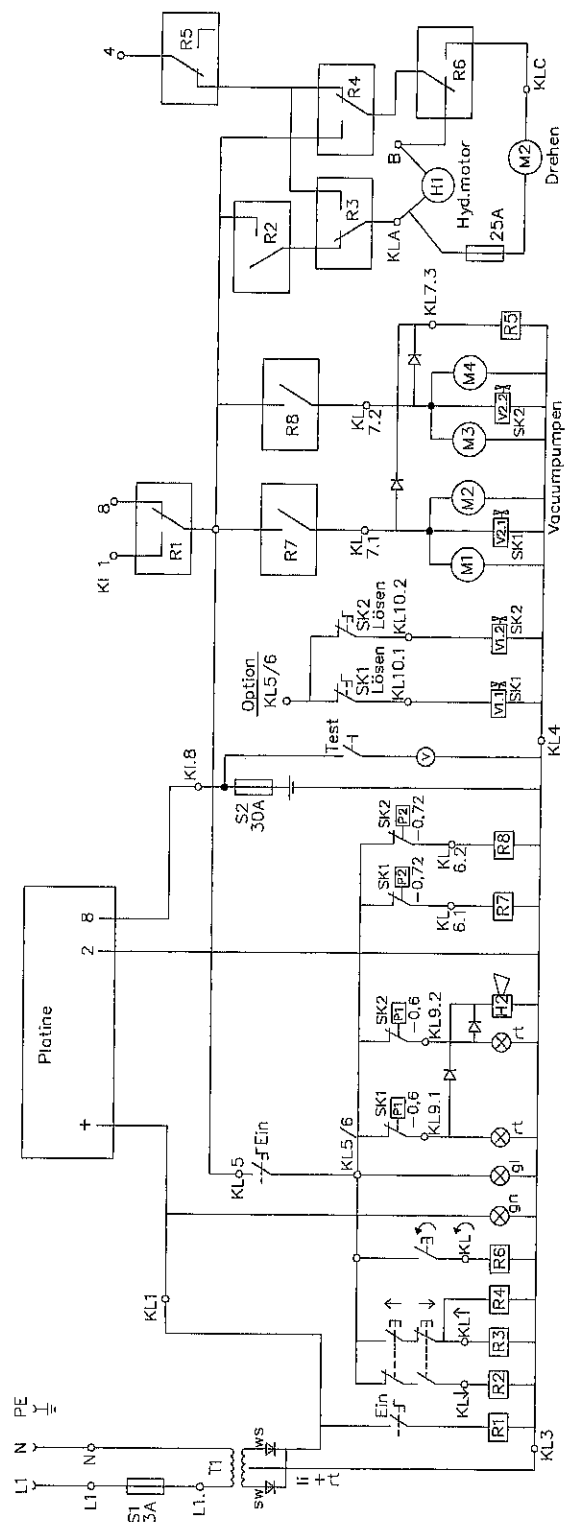 L1
N
PE
L1
N
S1
3A
L1.
T1
sw
ws
li + rt
KL1
Platine
+
2
8
KL3
Ein
R1
KL↓
R2
KL↑
R3
R4
KL
R6
gn
KL 5
Ein
KL5/6
gl
SK1
P1
-0,6
KL9.1
rt
SK2
P1
-0,6
KL9.2
rt
H2
SK1
P2
-0,72
KL
6.1
R7
SK2
P2
-0,72
KL
6.2
R8
KI.8
S2
30A
Test
V
KL4
Option
KL5/6
SK1
Lösen
KL10.1
V1.1
SK1
SK2
Lösen
KL10.2
V1.2
SK2
KI 1
8
R1
R7
KL
7.1
M1
V2.1
SK1
M2
R8
KL
7.2
M3
V2.2
SK2
M4
Vacuumpumpen
KL7.3
R5
R2
R3
KLA
25A
H1
Hyd.motor
B
R4
4
R5
R6
KLC
M2
Drehen